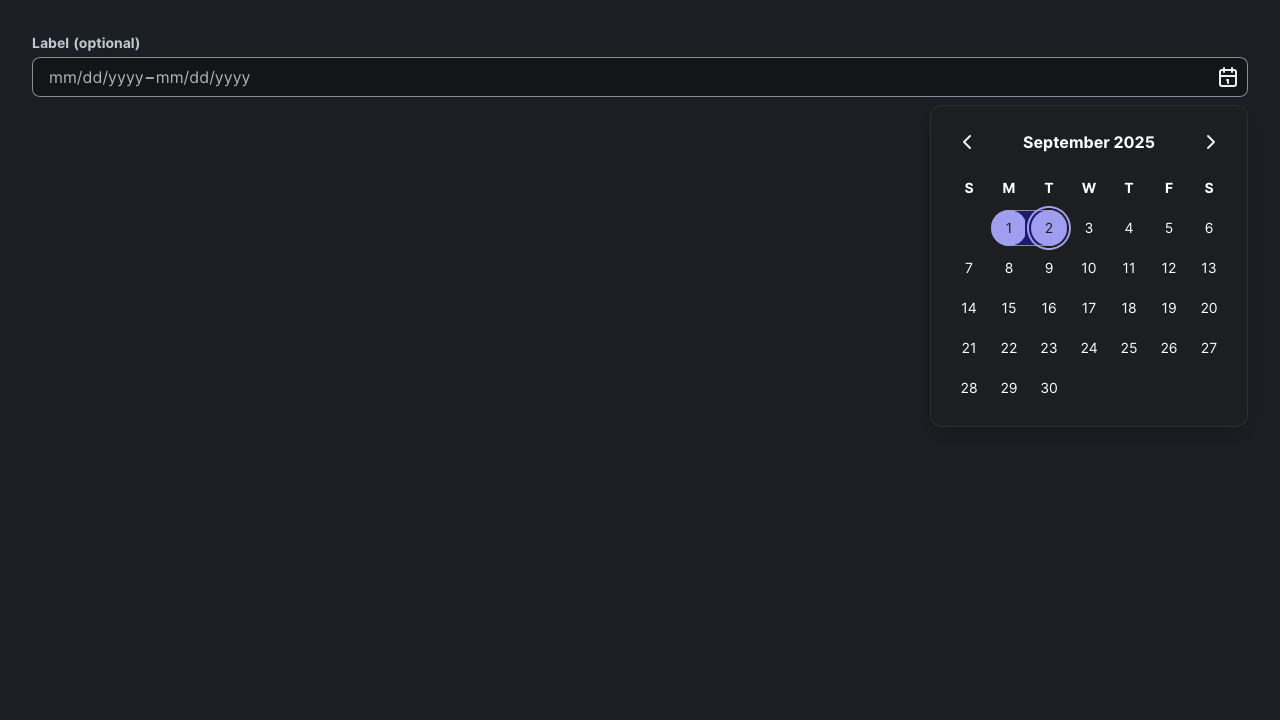 Label (optional)
mm/dd/yyyy–mm/dd/yyyy
September 2025
S M T W T F S
1 2 3 4 5 6
7 8 9 10 11 12 13
14 15 16 17 18 19 20
21 22 23 24 25 26 27
28 29 30